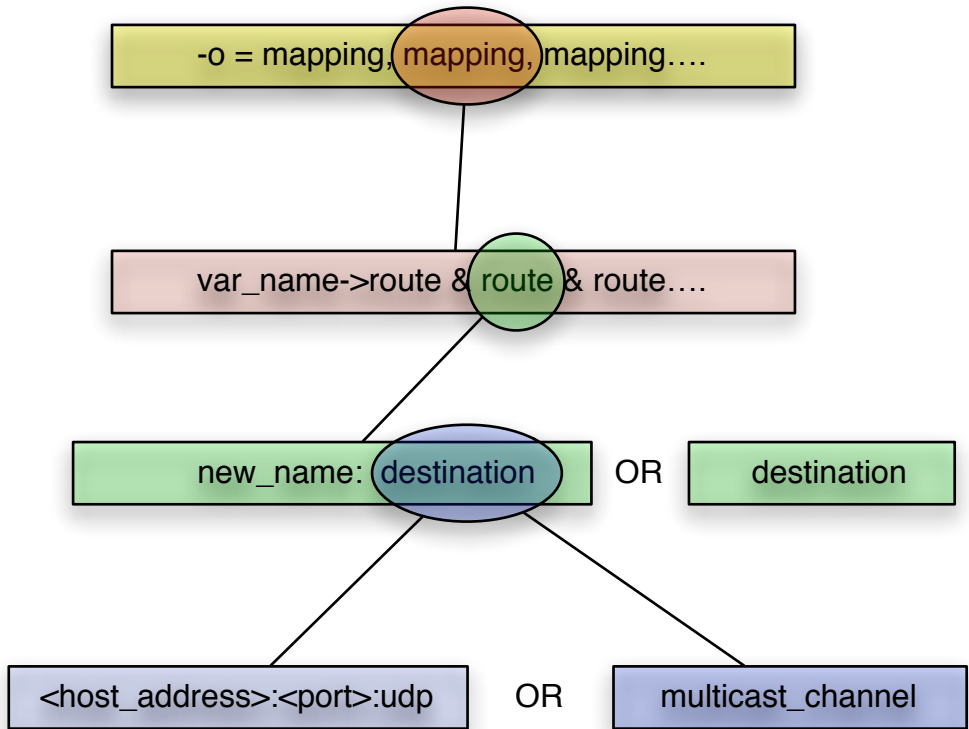 -o = mapping, mapping, mapping....
var_name->route & route & route....
new_name: destination OR destination
<host_address>:<port>:udp OR multicast_channel